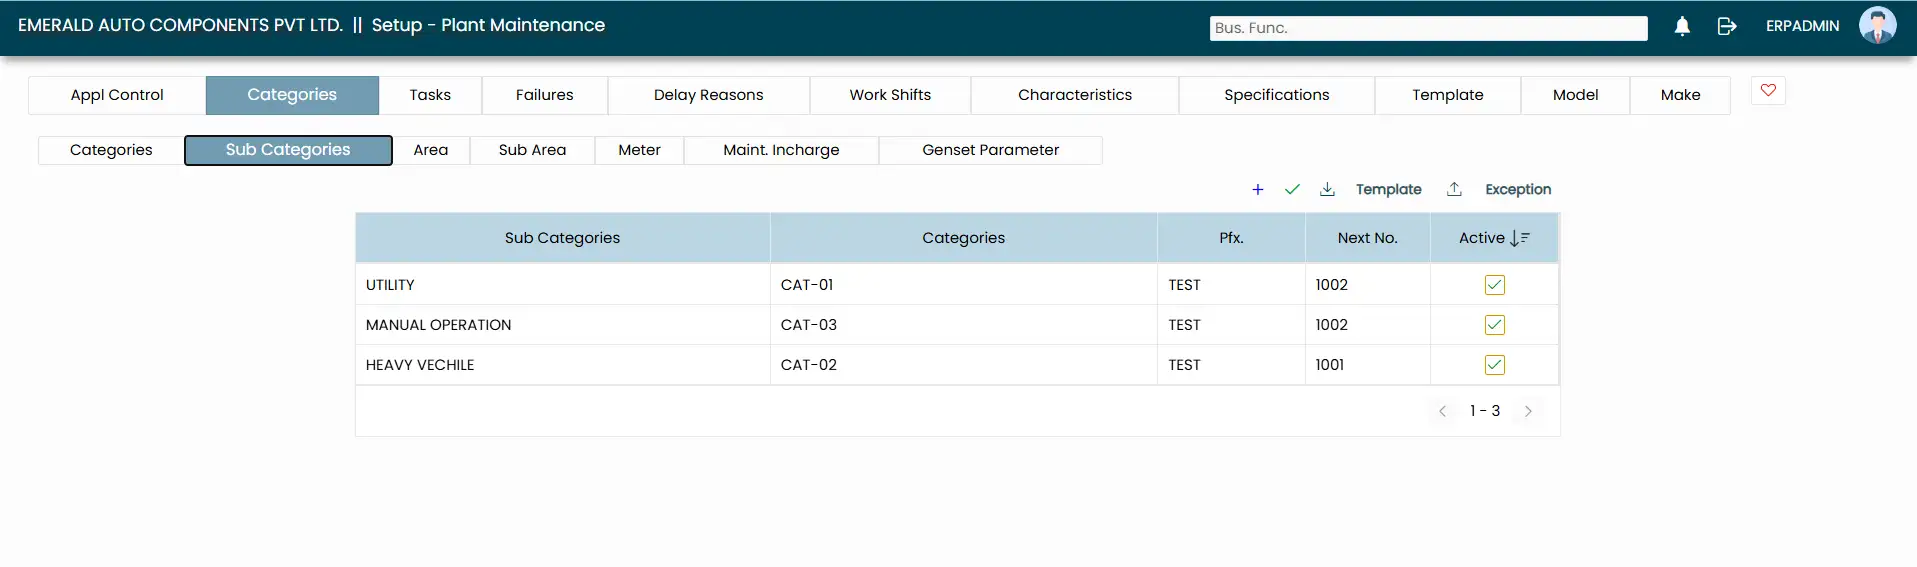 EMERALD AUTO COMPONENTS PVT LTD. || Setup - Plant Maintenance Bus. Func. ERPADMIN
Appl Control Categories Tasks Failures Delay Reasons Work Shifts Characteristics Specifications Template Model Make
Categories Sub Categories Area Sub Area Meter Maint. Incharge Genset Parameter
Template Exception
Sub Categories Categories Pfx. Next No. Active
UTILITY CAT-01 TEST 1002
MANUAL OPERATION CAT-03 TEST 1002
HEAVY VECHILE CAT-02 TEST 1001
1 - 3